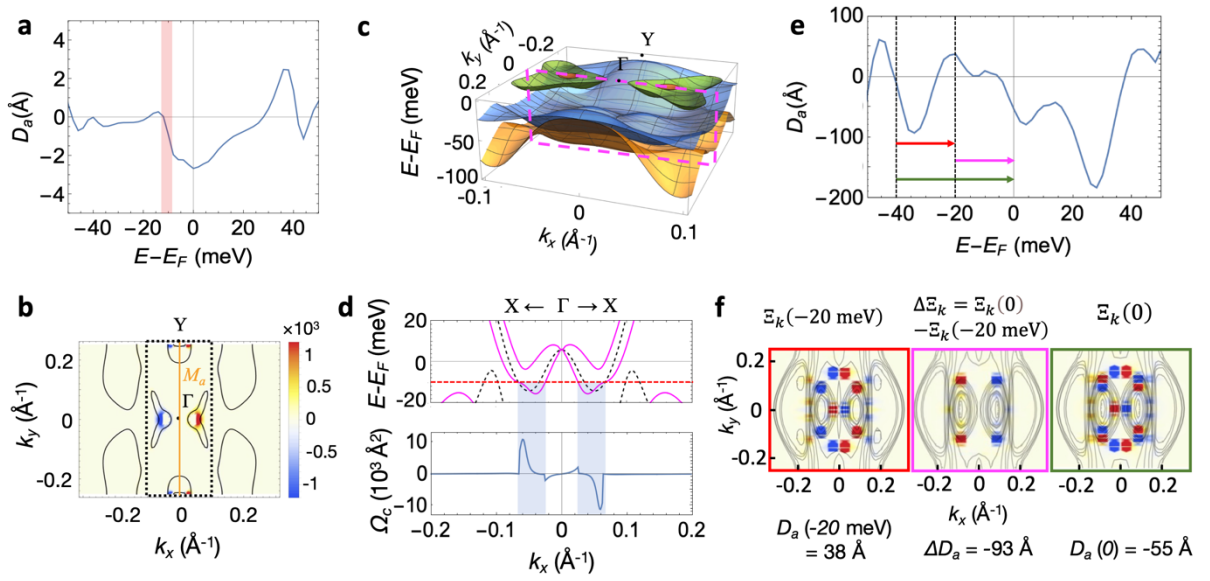 a
D_a(Å)
4
2
0
−2
−4
−40 −20 0 20 40
E−E_F (meV)
b
Y
×10³
M_a
Γ
k_y (Å⁻¹)
0.2
0
-0.2
-0.2 0 0.2
k_x (Å⁻¹)
1
0.5
0
-0.5
-1
c
k_y (Å⁻¹)
-0.2
0
0.2
Y
Γ
E-E_F (meV)
0
-50
-100
-0.1 0 0.1
k_x (Å⁻¹)
d
X ← Γ → X
E-E_F (meV)
20
0
-20
Ω_c (10³ Å²)
10
0
-10
-0.2 -0.1 0 0.1 0.2
k_x (Å⁻¹)
e
D_a(Å)
100
0
−100
−200
−40 −20 0 20 40
E−E_F (meV)
f
Ξ_k(−20 meV)
ΔΞ_k = Ξ_k(0)
−Ξ_k(−20 meV)
Ξ_k(0)
k_y (Å⁻¹)
0.2
0
-0.2
-0.2 0 0.2 -0.2 0 0.2 -0.2 0 0.2
k_x (Å⁻¹)
D_a (-20 meV)
= 38 Å
ΔD_a = -93 Å
D_a (0) = -55 Å